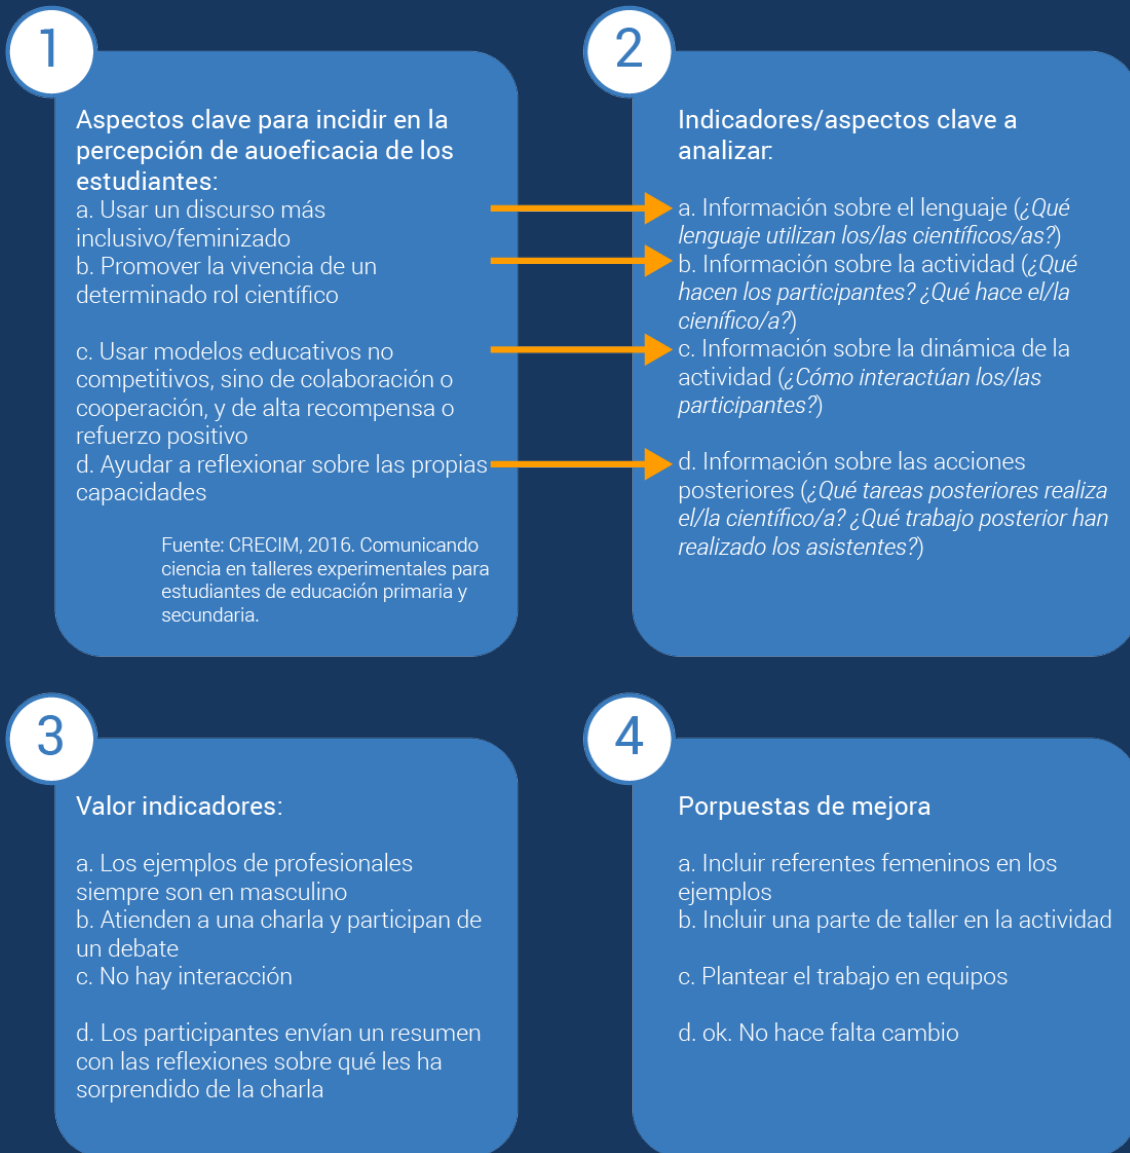 1
Aspectos clave para incidir en la
percepción de auoeficacia de los
estudiantes:
a. Usar un discurso más
inclusivo/feminizado
b. Promover la vivencia de un
determinado rol científico
c. Usar modelos educativos no
competitivos, sino de colaboración o
cooperación, y de alta recompensa o
refuerzo positivo
d. Ayudar a reflexionar sobre las propias
capacidades
Fuente: CRECIM, 2016. Comunicando
ciencia en talleres experimentales para
estudiantes de educación primaria y
secundaria.
2
Indicadores/aspectos clave a
analizar:
a. Información sobre el lenguaje (¿Qué
lenguaje utilizan los/las científicos/as?)
b. Información sobre la actividad (¿Qué
hacen los participantes? ¿Qué hace el/la
cienífico/a?)
c. Información sobre la dinámica de la
actividad (¿Cómo interactúan los/las
participantes?)
d. Información sobre las acciones
posteriores (¿Qué tareas posteriores realiza
el/la científico/a? ¿Qué trabajo posterior han
realizado los asistentes?)
3
Valor indicadores:
a. Los ejemplos de profesionales
siempre son en masculino
b. Atienden a una charla y participan de
un debate
c. No hay interacción
d. Los participantes envían un resumen
con las reflexiones sobre qué les ha
sorprendido de la charla
4
Porpuestas de mejora
a. Incluir referentes femeninos en los
ejemplos
b. Incluir una parte de taller en la actividad
c. Plantear el trabajo en equipos
d. ok. No hace falta cambio